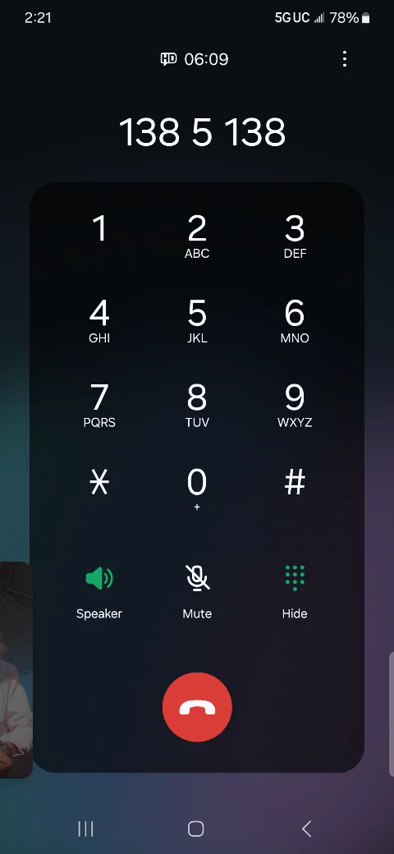 2:21 5G UC 78%
HD 06:09
138 5 138
1 2 3
ABC DEF
4 5 6
GHI JKL MNO
7 8 9
PQRS TUV WXYZ
* 0 #
+
Speaker Mute Hide